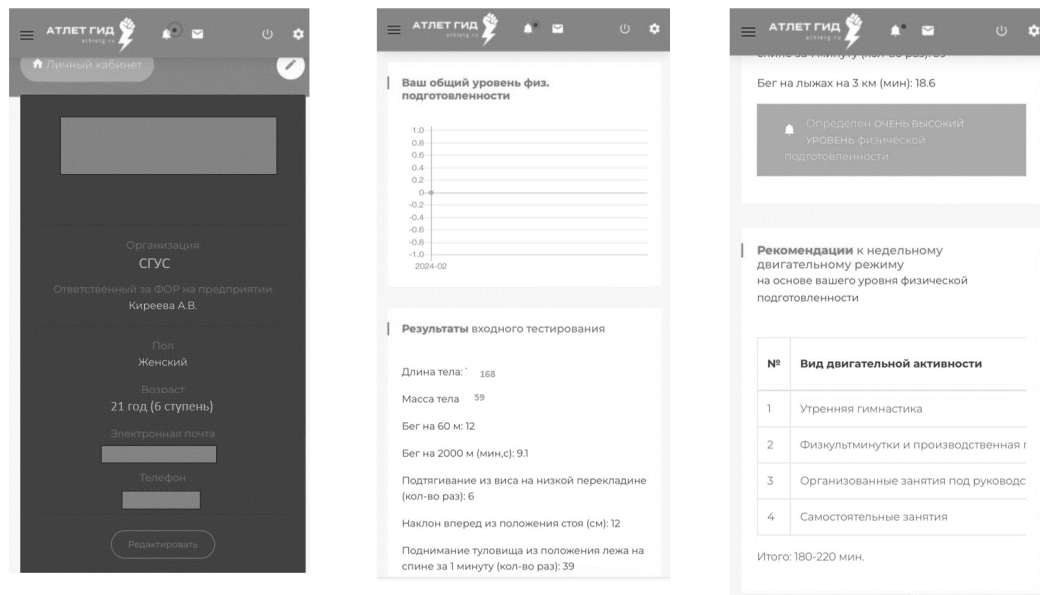 АТЛЕТ ГИД
athletg.ru
Личный кабинет
Организация
СГУС
Ответственный за ФОР на предприятии
Киреева А.В.
Пол
Женский
Возраст
21 год (6 ступень)
Электронная почта
Телефон
Редактировать
АТЛЕТ ГИД
athletg.ru
Ваш общий уровень физ.
подготовленности
1.0
0.8
0.6
0.4
0.2
0
-0.2
-0.4
-0.6
-0.8
-1.0
2024-02
Результаты входного тестирования
Длина тела: 168
Масса тела 59
Бег на 60 м: 12
Бег на 2000 м (мин,с): 9.1
Подтягивание из виса на низкой перекладине
(кол-во раз): 6
Наклон вперед из положения стоя (см): 12
Поднимание туловища из положения лежа на
спине за 1 минуту (кол-во раз): 39
АТЛЕТ ГИД
athletg.ru
спине за 1 минуту (кол-во раз): 39
Бег на лыжах на 3 км (мин): 18.6
Определен ОЧЕНЬ ВЫСОКИЙ
УРОВЕНЬ физической
подготовленности
Рекомендации к недельному
двигательному режиму
на основе вашего уровня физической
подготовленности
№ Вид двигательной активности
1 Утренняя гимнастика
2 Физкультминутки и производственная г
3 Организованные занятия под руководс
4 Самостоятельные занятия
Итого: 180-220 мин.